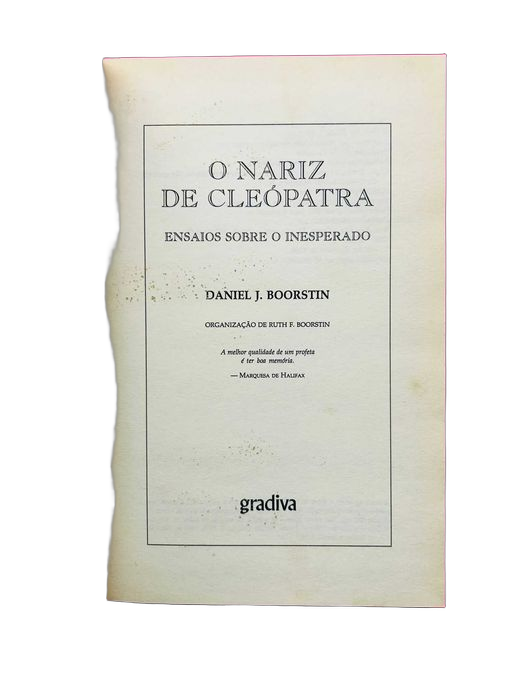 O NARIZ
DE CLEÓPATRA
ENSAIOS SOBRE O INESPERADO
DANIEL J. BOORSTIN
ORGANIZAÇÃO DE RUTH F. BOORSTIN
A melhor qualidade de um profeta
é ter boa memória.
— MARQUESA DE HALIFAX
gradiva